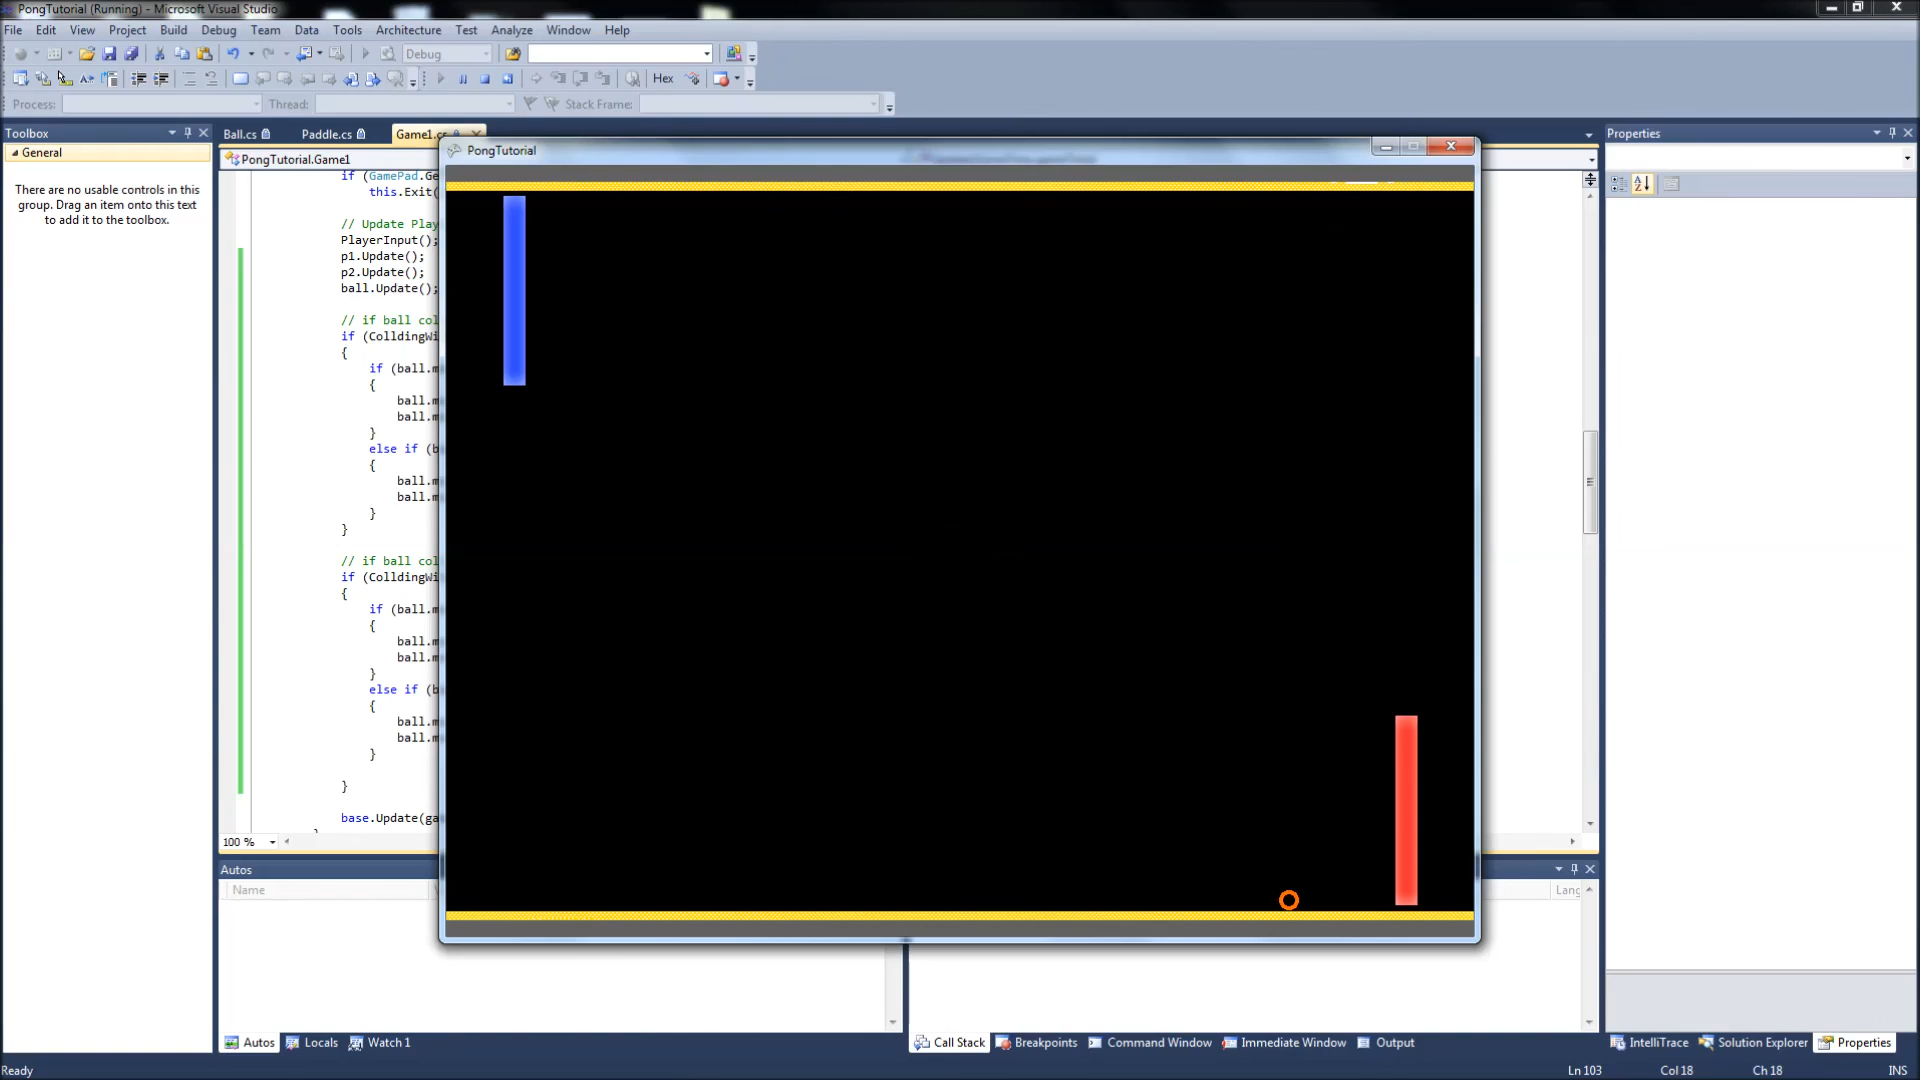 PongTutorial (Running) - Microsoft Visual Studio
File Edit View Project Build Debug Team Data Tools Architecture Test Analyze Window Help
Debug
Hex
Process: Thread: Stack Frame:
Toolbox
General
There are no usable controls in this
group. Drag an item onto this text
to add it to the toolbox.
Ball.cs Paddle.cs Game1.cs
PongTutorial.Game1
if (GamePad.Ge
this.Exit(
// Update Play
PlayerInput();
p1.Update();
p2.Update();
ball.Update();
// if ball col
if (ColldingWi
{
if (ball.m
{
ball.m
ball.m
}
else if (b
{
ball.m
ball.m
}
}
// if ball col
if (ColldingWi
{
if (ball.m
{
ball.m
ball.m
}
else if (b
{
ball.m
ball.m
}
}
base.Update(ga
100 %
PongTutorial
Properties
Autos
Name
Lang
Autos Locals Watch 1
Call Stack Breakpoints Command Window Immediate Window Output
IntelliTrace Solution Explorer Properties
Ready
Ln 103 Col 18 Ch 18 INS